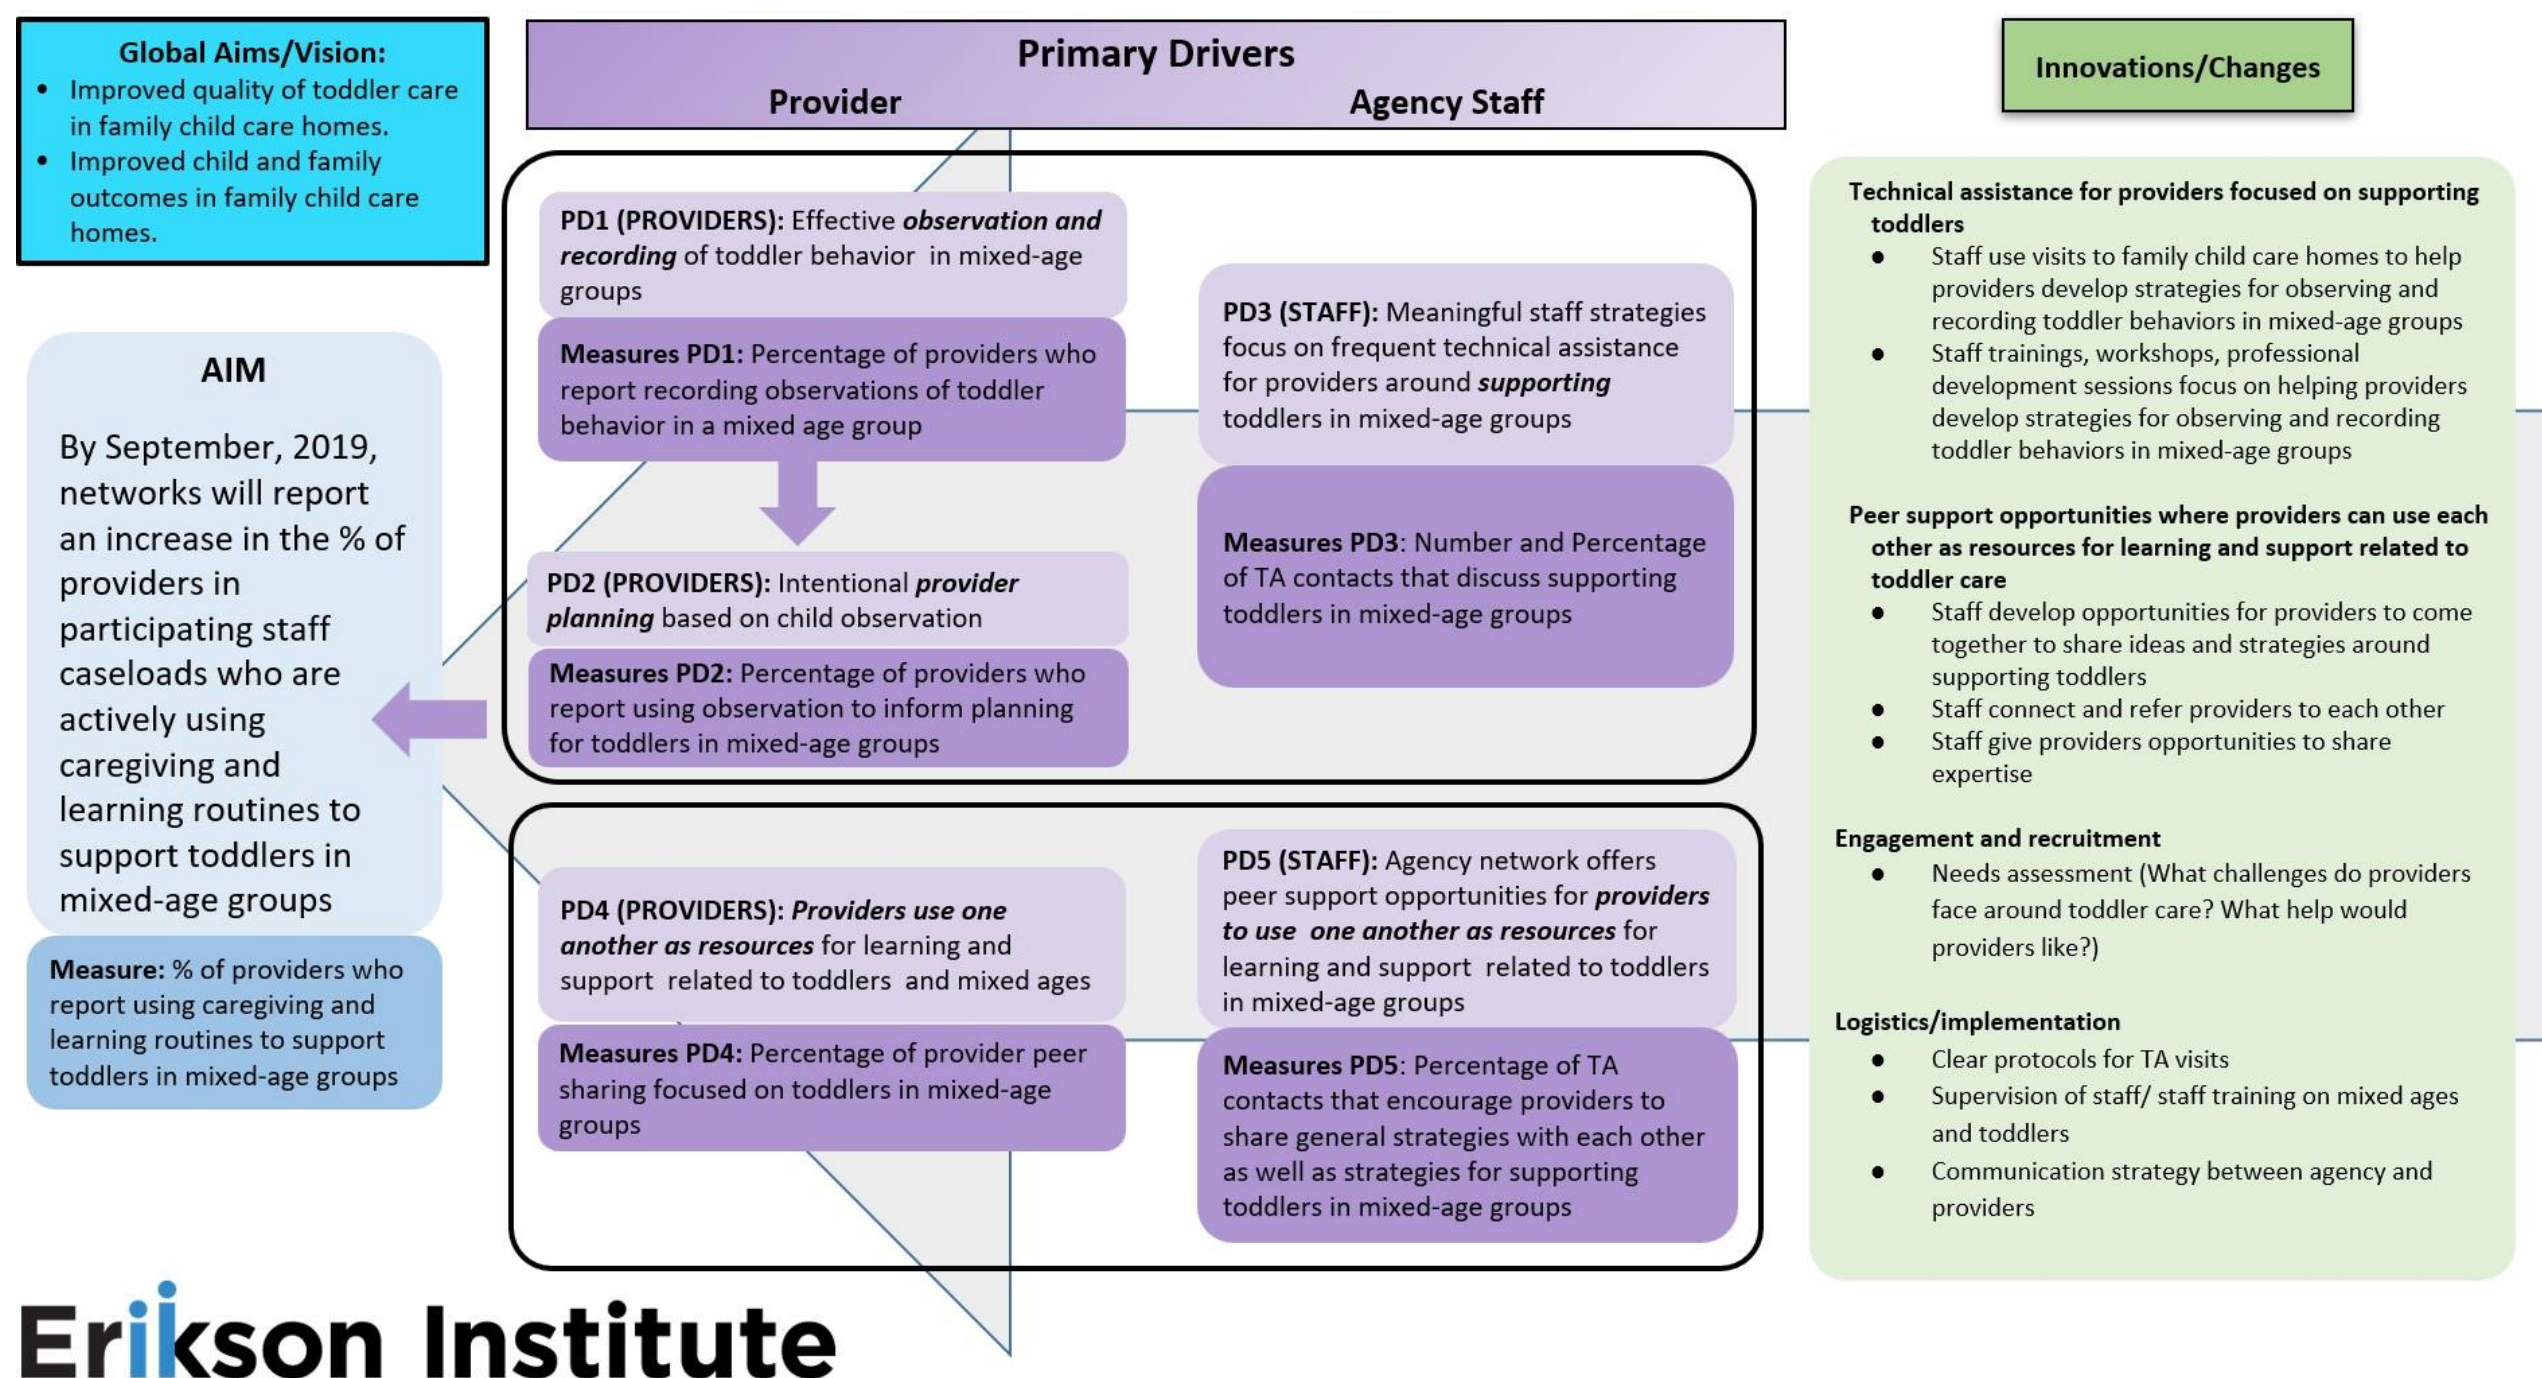 Global Aims/Vision:
• Improved quality of toddler care
in family child care homes.
• Improved child and family
outcomes in family child care
homes.
AIM
By September, 2019,
networks will report
an increase in the % of
providers in
participating staff
caseloads who are
actively using
caregiving and
learning routines to
support toddlers in
mixed-age groups
Measure: % of providers who
report using caregiving and
learning routines to support
toddlers in mixed-age groups
Primary Drivers
Provider
Agency Staff
PD1 (PROVIDERS): Effective observation and
recording of toddler behavior in mixed-age
groups
Measures PD1: Percentage of providers who
report recording observations of toddler
behavior in a mixed age group
PD2 (PROVIDERS): Intentional provider
planning based on child observation
Measures PD2: Percentage of providers who
report using observation to inform planning
for toddlers in mixed-age groups
PD3 (STAFF): Meaningful staff strategies
focus on frequent technical assistance
for providers around supporting
toddlers in mixed-age groups
Measures PD3: Number and Percentage
of TA contacts that discuss supporting
toddlers in mixed-age groups
PD4 (PROVIDERS): Providers use one
another as resources for learning and
support related to toddlers and mixed ages
Measures PD4: Percentage of provider peer
sharing focused on toddlers in mixed-age
groups
PD5 (STAFF): Agency network offers
peer support opportunities for providers
to use one another as resources for
learning and support related to toddlers
in mixed-age groups
Measures PD5: Percentage of TA
contacts that encourage providers to
share general strategies with each other
as well as strategies for supporting
toddlers in mixed-age groups
Innovations/Changes
Technical assistance for providers focused on supporting
toddlers
● Staff use visits to family child care homes to help
providers develop strategies for observing and
recording toddler behaviors in mixed-age groups
● Staff trainings, workshops, professional
development sessions focus on helping providers
develop strategies for observing and recording
toddler behaviors in mixed-age groups
Peer support opportunities where providers can use each
other as resources for learning and support related to
toddler care
● Staff develop opportunities for providers to come
together to share ideas and strategies around
supporting toddlers
● Staff connect and refer providers to each other
● Staff give providers opportunities to share
expertise
Engagement and recruitment
● Needs assessment (What challenges do providers
face around toddler care? What help would
providers like?)
Logistics/implementation
● Clear protocols for TA visits
● Supervision of staff/ staff training on mixed ages
and toddlers
● Communication strategy between agency and
providers
Erikson Institute